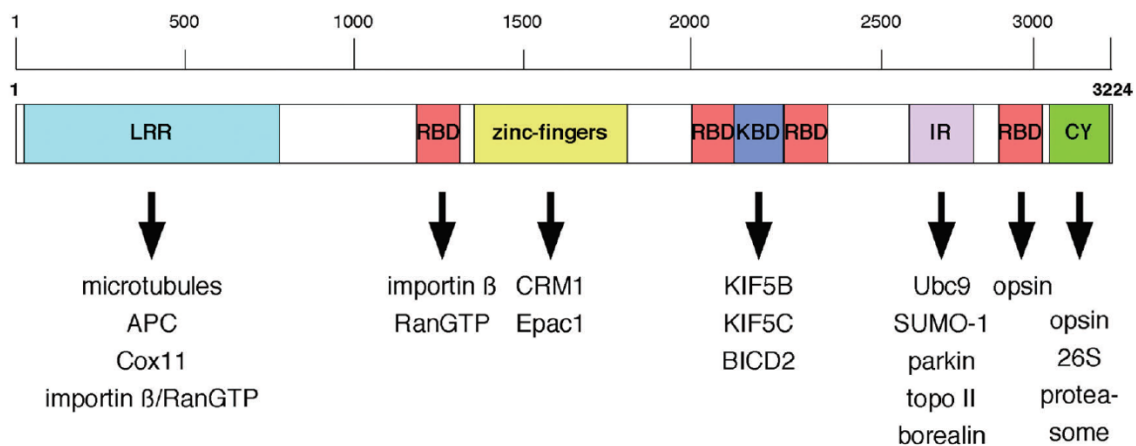 1 500 1000 1500 2000 2500 3000
1 3224
LRR RBD zinc-fingers RBD KBD RBD IR RBD CY
microtubules importin ß CRM1 KIF5B Ubc9 opsin
APC RanGTP Epac1 KIF5C SUMO-1 opsin
Cox11 BICD2 parkin 26S
importin ß/RanGTP topo II protea-
borealin some